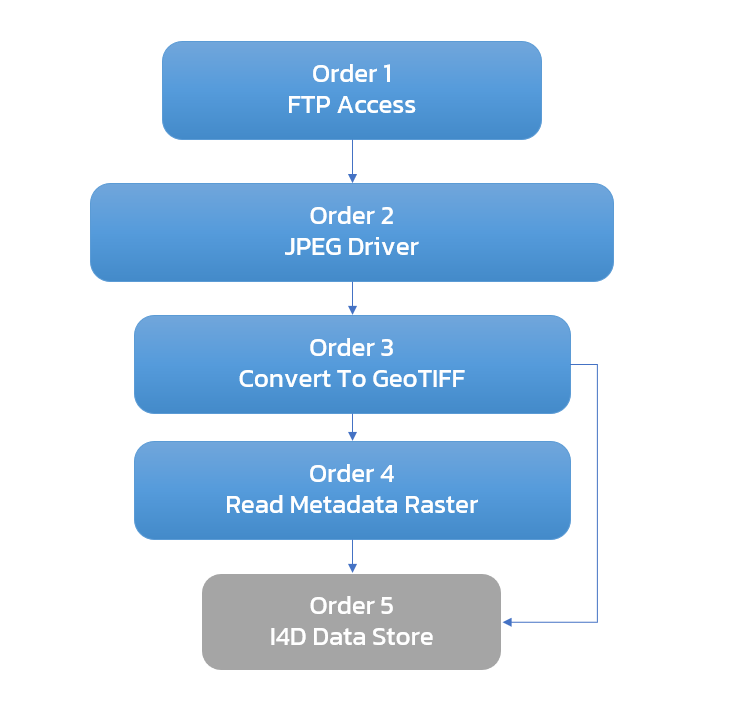 Order 1
FTP Access
Order 2
JPEG Driver
Order 3
Convert To GeoTIFF
Order 4
Read Metadata Raster
Order 5
I4D Data Store